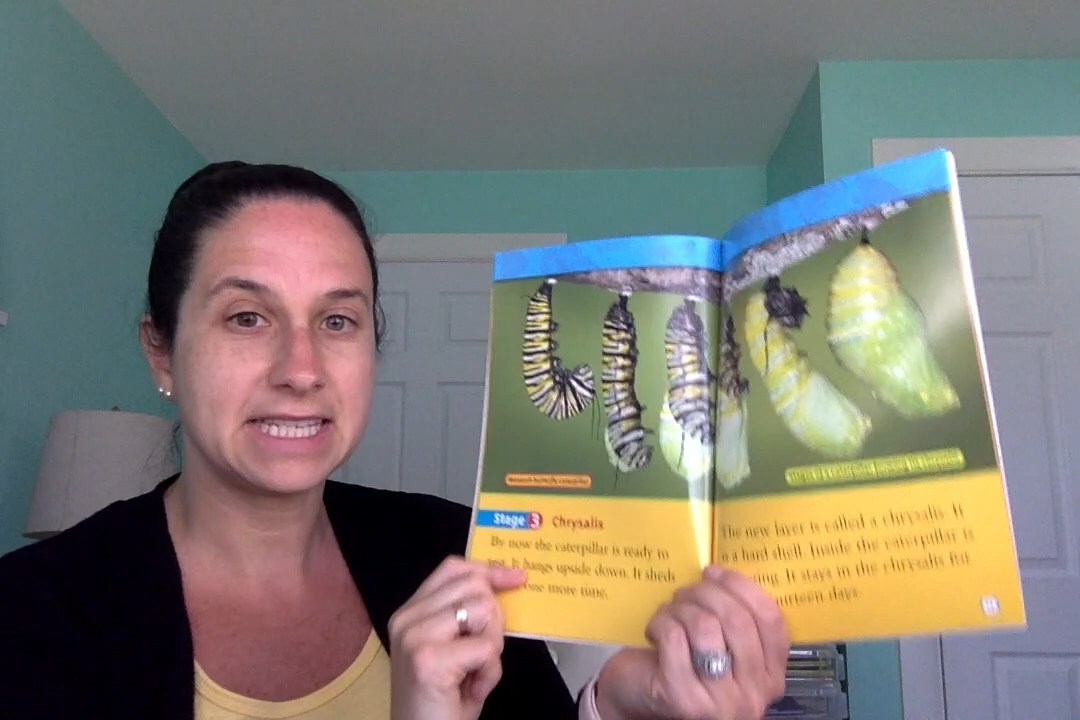 Stage 3 Chrysalis
By now the caterpillar is ready to
rest. It hangs upside down. It sheds
one more time.
The new layer is called a chrysalis. It
is a hard shell. Inside the caterpillar is
It stays in the chrysalis for
days.